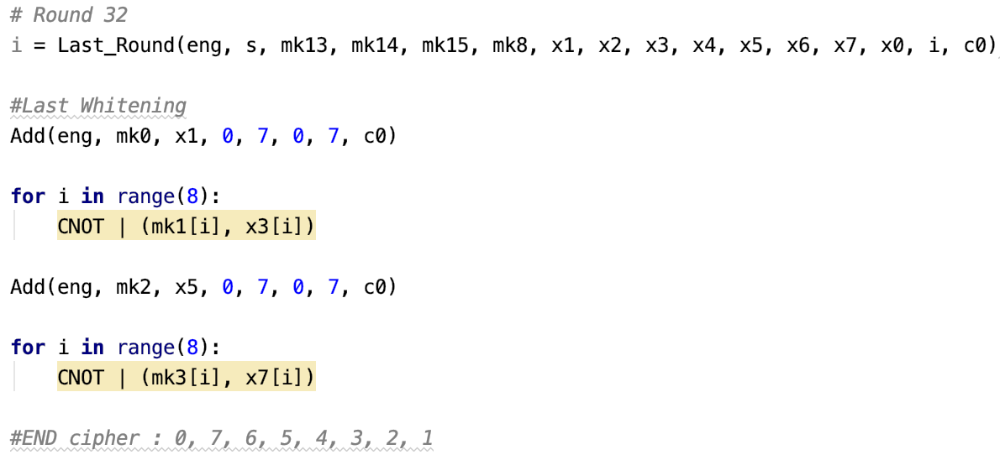 # Round 32
i = Last_Round(eng, s, mk13, mk14, mk15, mk8, x1, x2, x3, x4, x5, x6, x7, x0, i, c0)
#Last Whitening
Add(eng, mk0, x1, 0, 7, 0, 7, c0)
for i in range(8):
    CNOT | (mk1[i], x3[i])
Add(eng, mk2, x5, 0, 7, 0, 7, c0)
for i in range(8):
    CNOT | (mk3[i], x7[i])
#END cipher : 0, 7, 6, 5, 4, 3, 2, 1